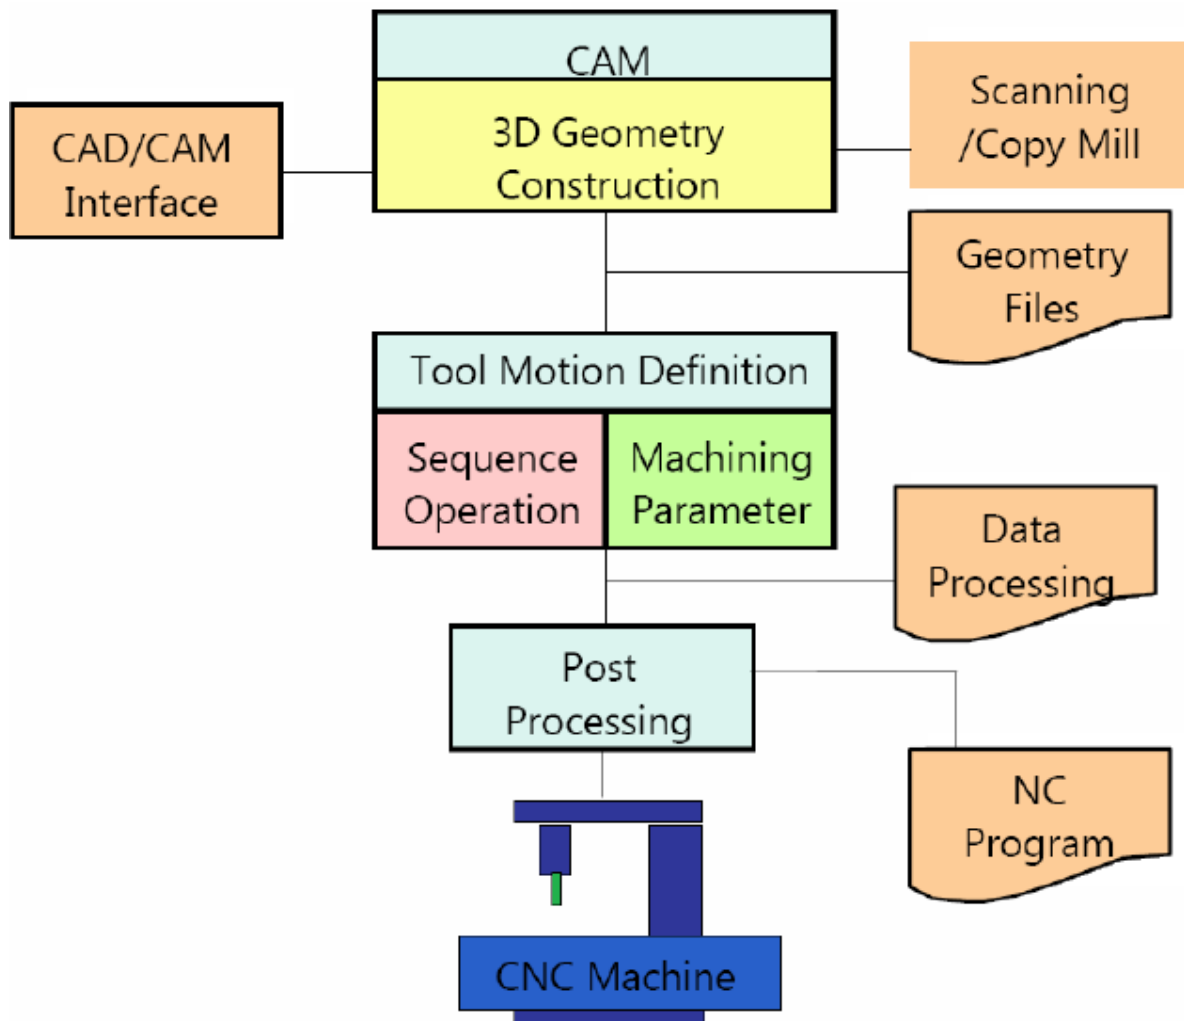 CAM
3D Geometry
Construction
CAD/CAM
Interface
Scanning
/Copy Mill
Geometry
Files
Tool Motion Definition
Sequence
Operation
Machining
Parameter
Data
Processing
Post
Processing
NC
Program
CNC Machine